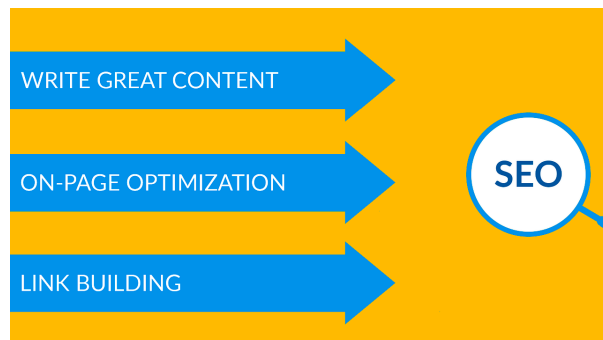 WRITE GREAT CONTENT
ON-PAGE OPTIMIZATION
SEO
LINK BUILDING